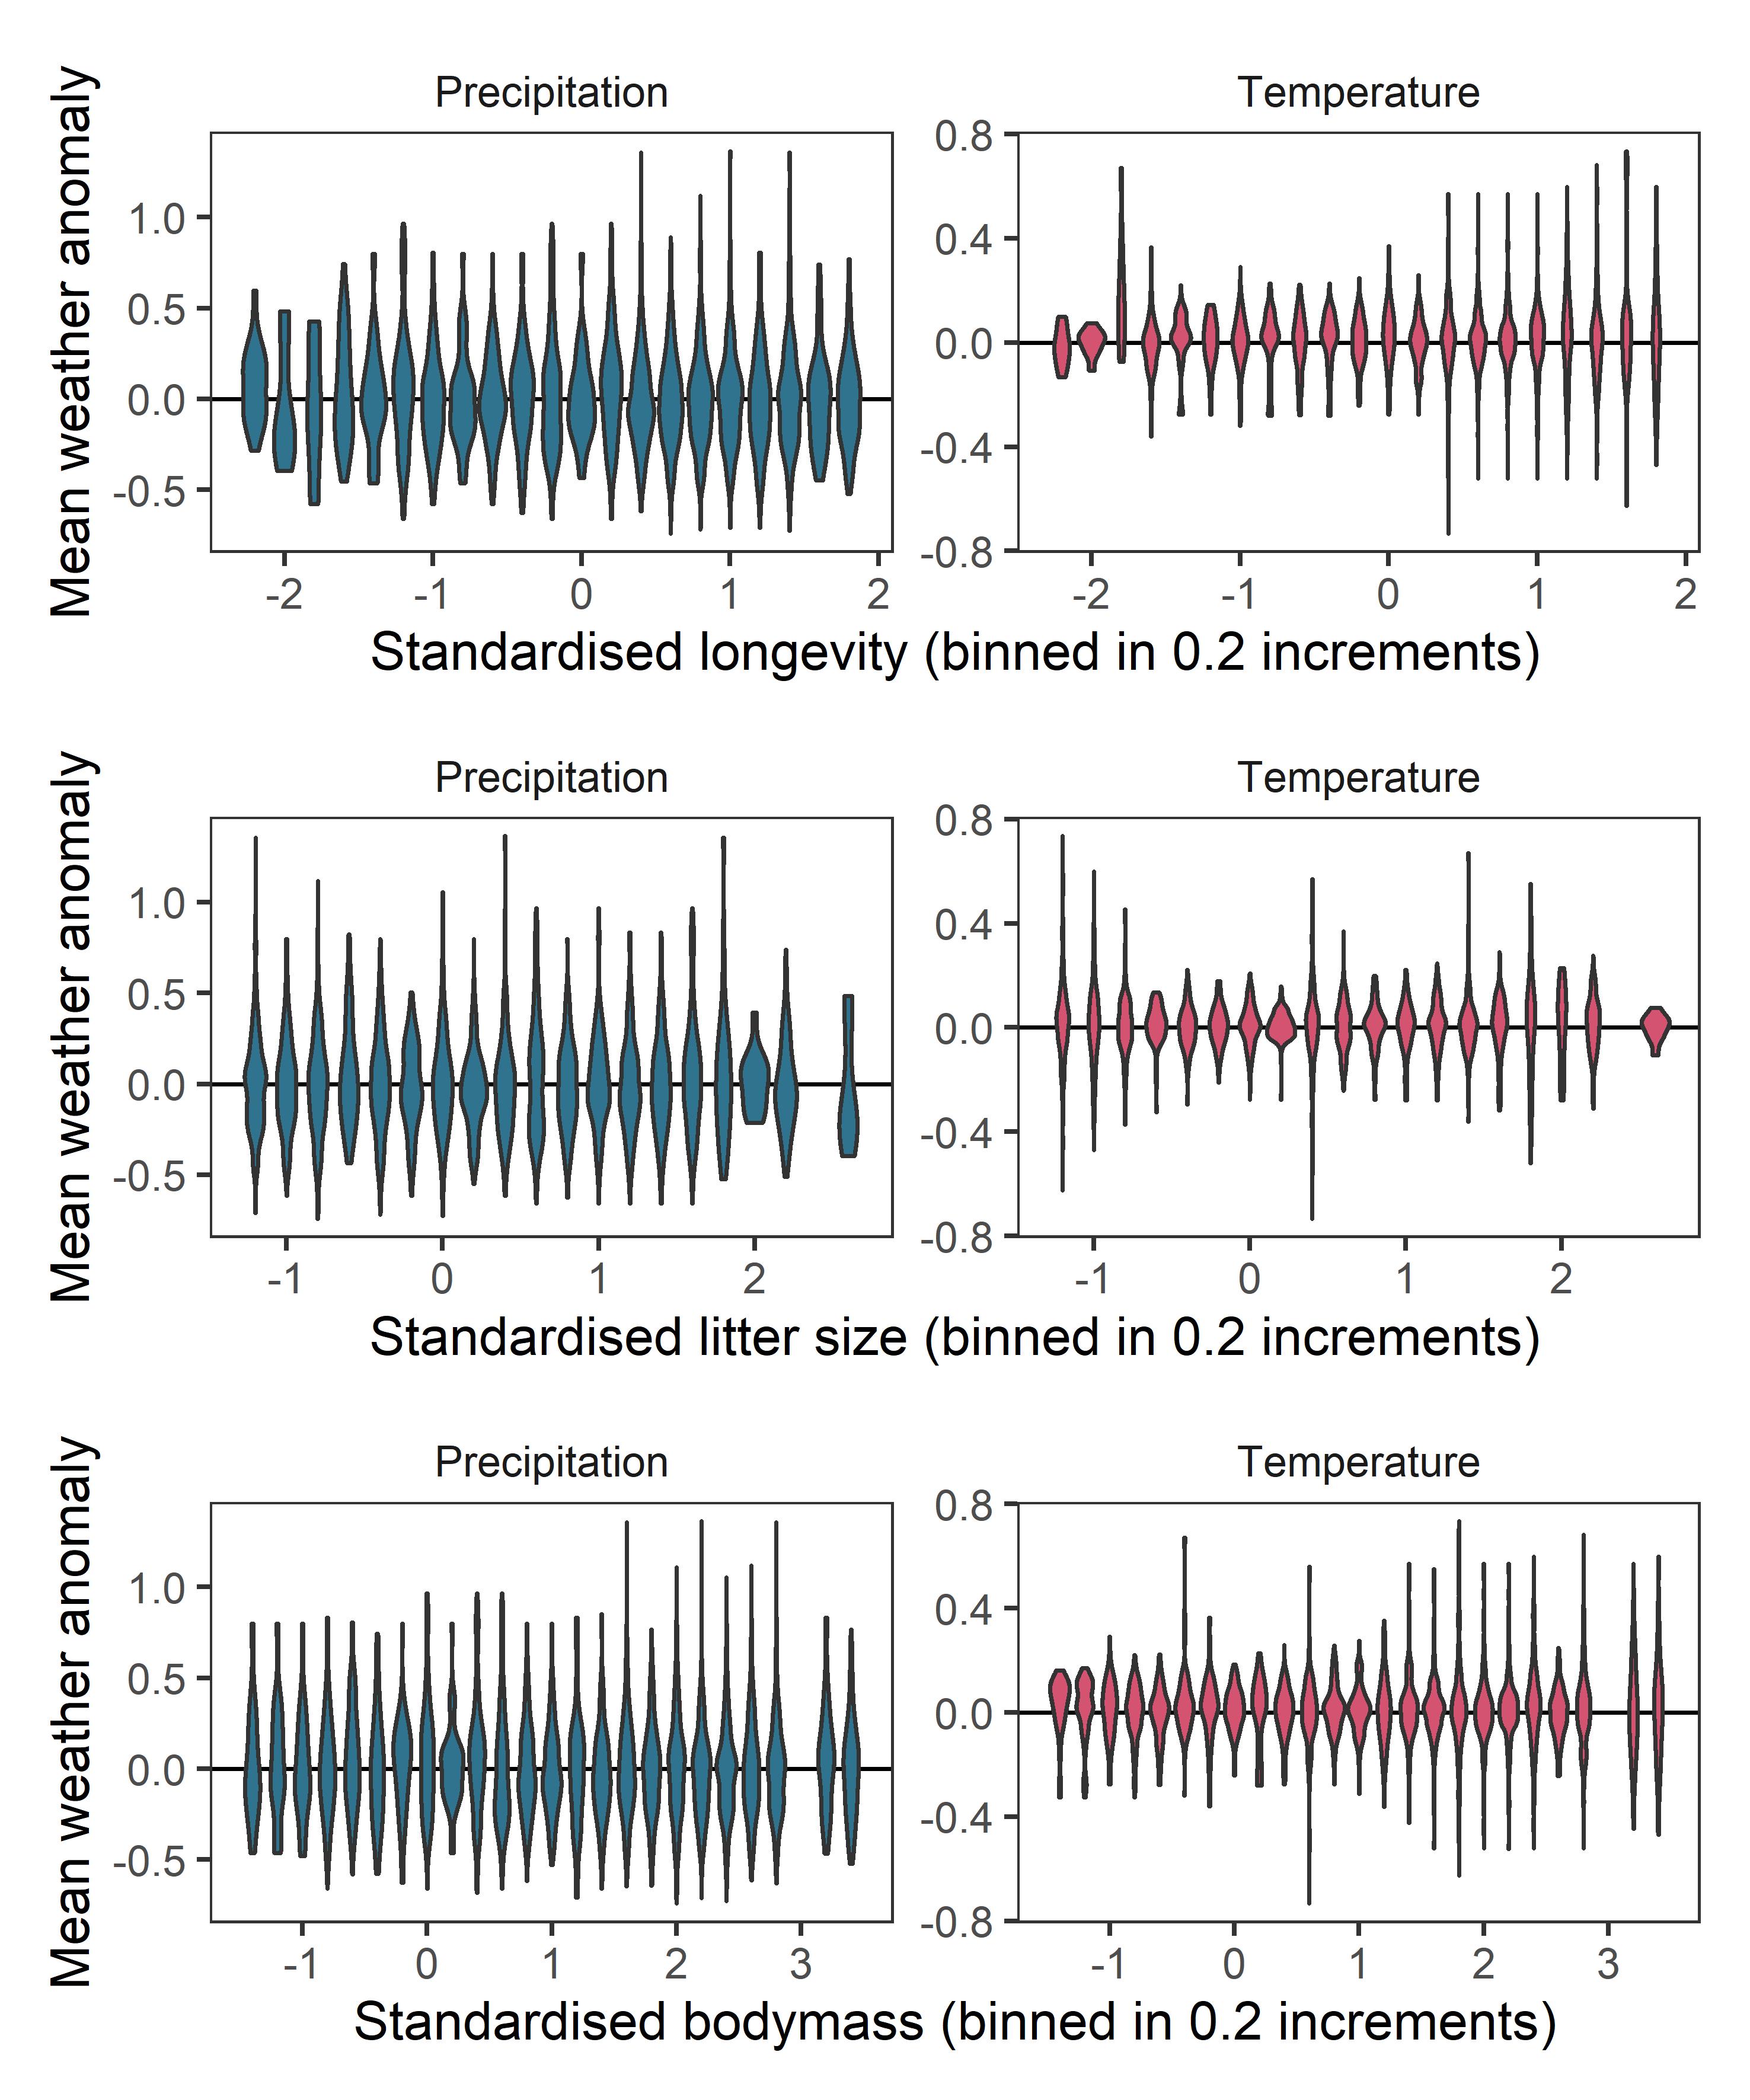 Precipitation
Temperature
Mean weather anomaly
1.0
0.5
0.0
-0.5
0.8
0.4
0.0
-0.4
-0.8
-2 -1 0 1 2
-2 -1 0 1 2
Standardised longevity (binned in 0.2 increments)
Precipitation
Temperature
Mean weather anomaly
1.0
0.5
0.0
-0.5
0.8
0.4
0.0
-0.4
-0.8
-1 0 1 2
-1 0 1 2
Standardised litter size (binned in 0.2 increments)
Precipitation
Temperature
Mean weather anomaly
1.0
0.5
0.0
-0.5
0.8
0.4
0.0
-0.4
-0.8
-1 0 1 2 3
-1 0 1 2 3
Standardised bodymass (binned in 0.2 increments)